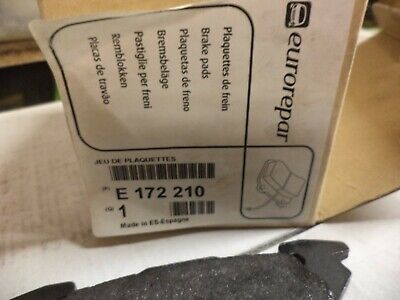 eurorepar
Plaquettes de frein
Brake pads
Plaquetas de freno
Bremsbeläge
Pastiglie per freni
Remblokken
Placas de travão
JEU DE PLAQUETTES
(P) E 172 210
(Q) 1
Made in ES-Espagne